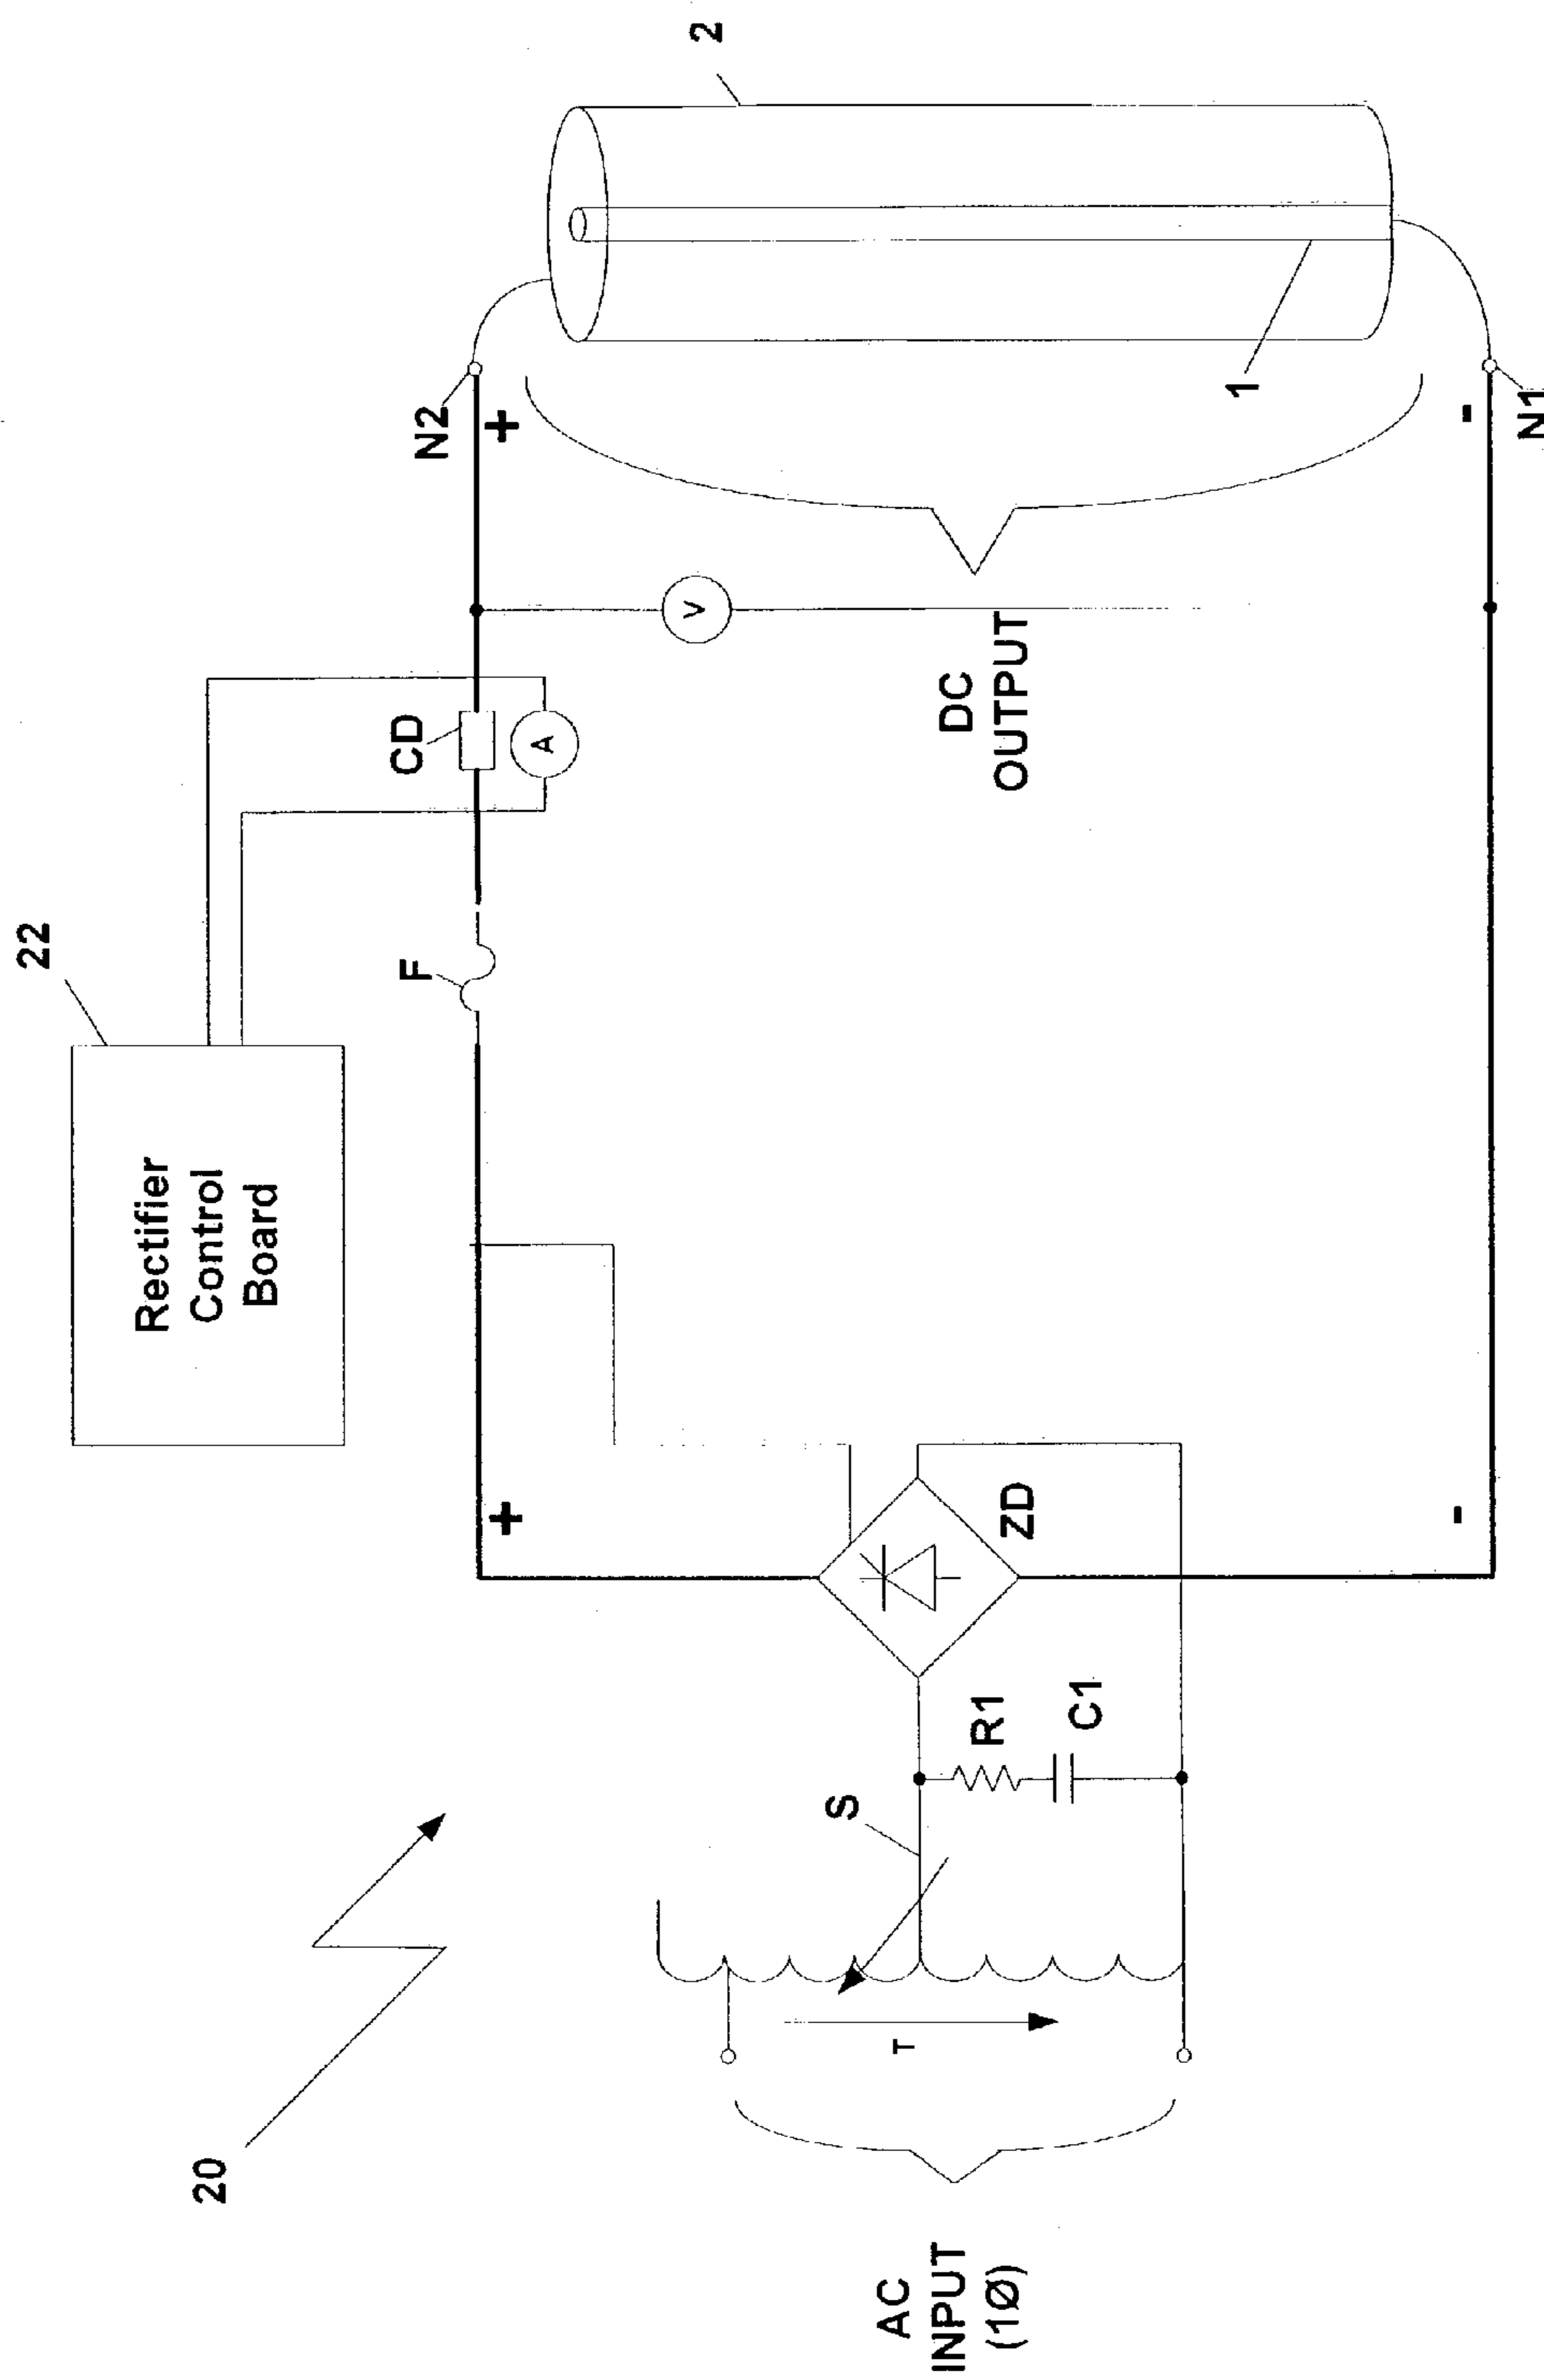 20
22
Rectifier
Control
Board
2
N2
+
CD
A
F
V
+
DC
OUTPUT
1
-
N1
S
R1
C1
ZD
-
T
AC
INPUT
(1Ø)